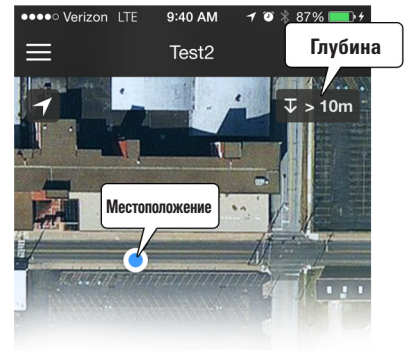 Verizon LTE 9:40 AM 87%
Test2
Глубина
> 10m
Местоположение